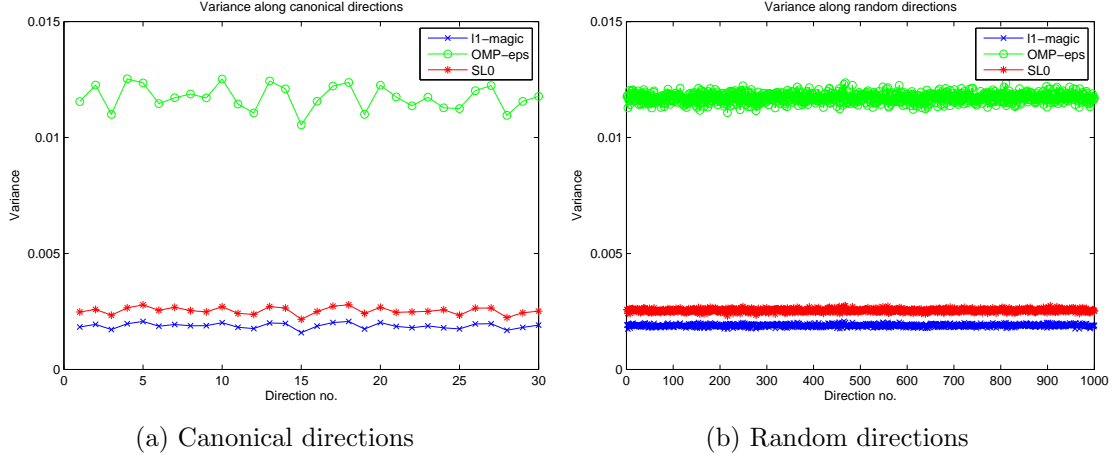 Variance along canonical directions
0.015
0.01
0.005
0
Variance
l1−magic
OMP−eps
SL0
0 5 10 15 20 25 30
Direction no.
(a) Canonical directions
Variance along random directions
0.015
0.01
0.005
0
Variance
l1−magic
OMP−eps
SL0
0 100 200 300 400 500 600 700 800 900 1000
Direction no.
(b) Random directions